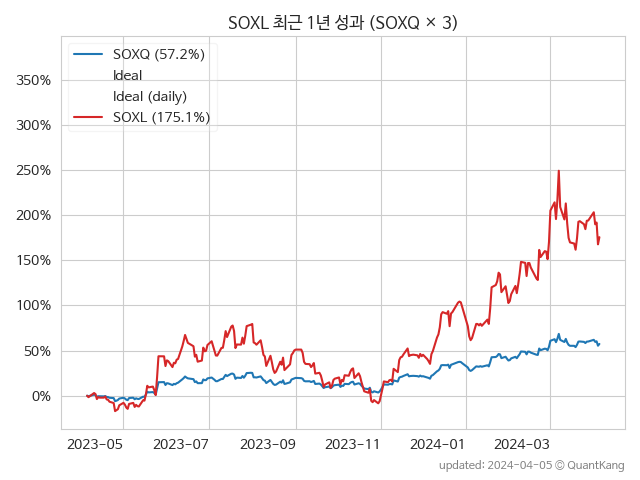 SOXL 최근 1년 성과 (SOXQ × 3)
SOXQ (57.2%)
Ideal
Ideal (daily)
SOXL (175.1%)
350%
300%
250%
200%
150%
100%
50%
0%
2023-05 2023-07 2023-09 2023-11 2024-01 2024-03
updated: 2024-04-05 © QuantKang